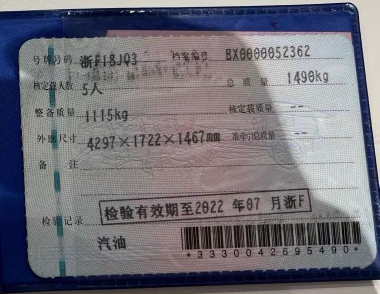 号牌号码 浙F18JQ3 档案编号 BX0000052362
核定载人数 5人 总质量 1490kg
整备质量 1115kg 核定载质量 --
外廓尺寸 4297×1722×1467mm 准牵引总质量 --
备注
检验有效期至2022年07月浙F
检验记录
汽油
*3330042695490*